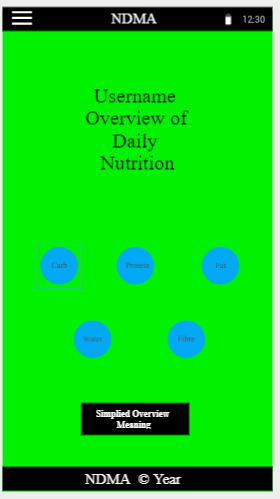 NDMA 12:30
Username
Overview of
Daily
Nutrition
Carb Protein Fat
Water Fibre
Simplied Overview
Meaning
NDMA © Year